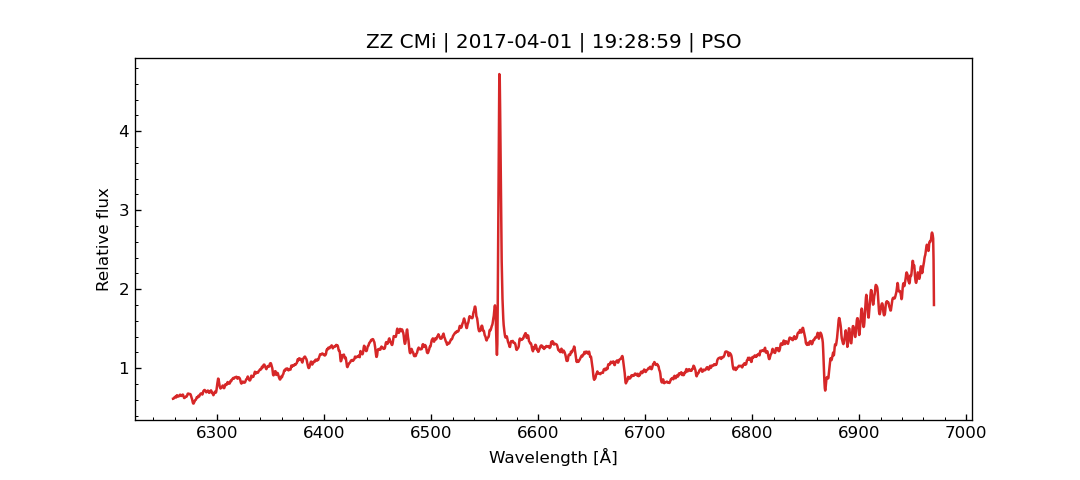 ZZ CMi | 2017-04-01 | 19:28:59 | PSO
Relative flux
4
3
2
1
6300 6400 6500 6600 6700 6800 6900 7000
Wavelength [Å]